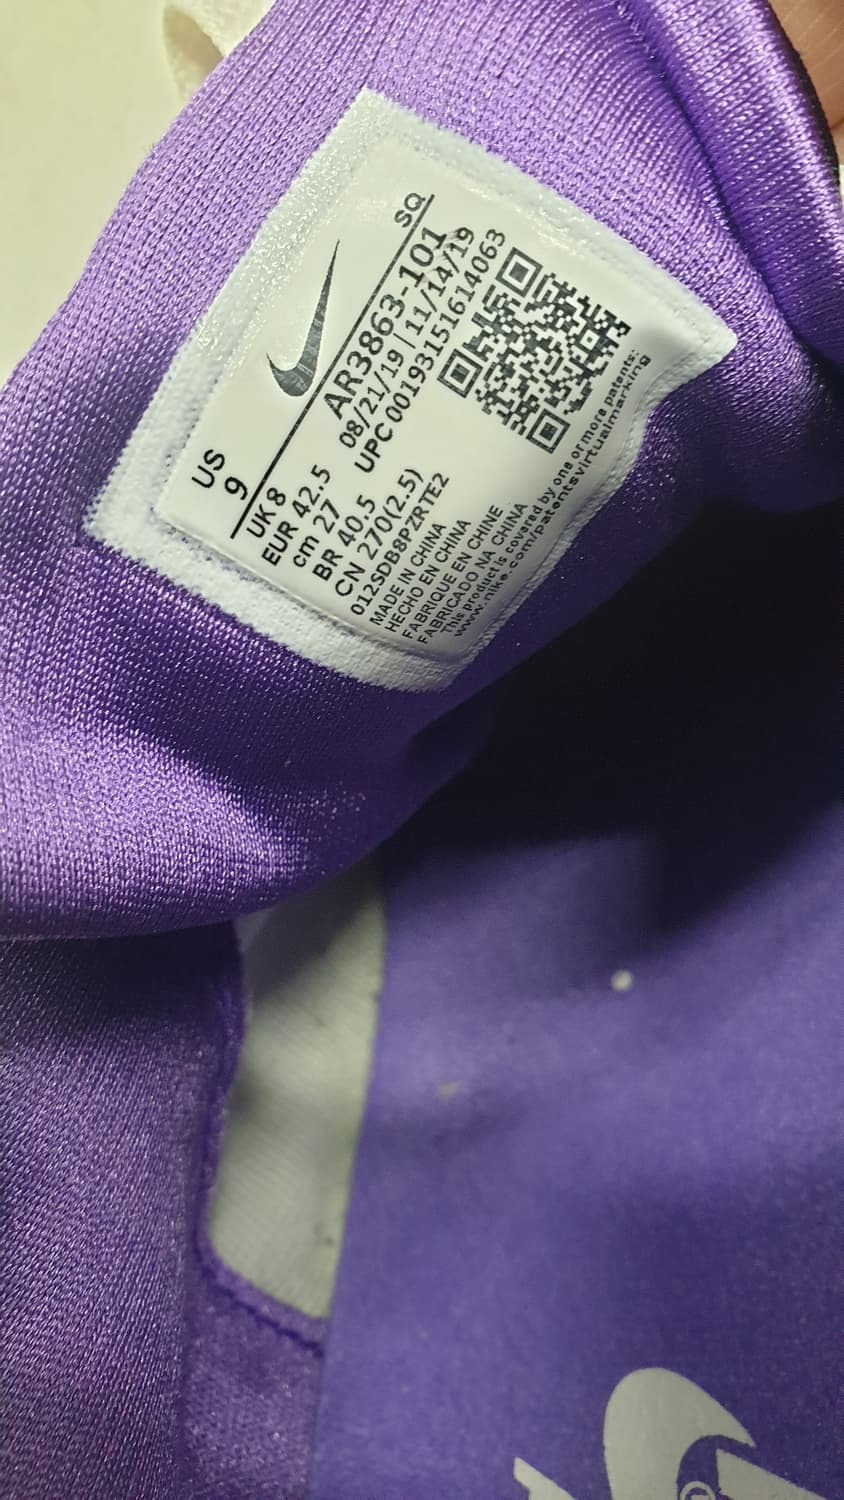 SQ
US
9
AR3863-101
08/21/19 | 11/14/19
UPC 00193151614063
UK 8
EUR 42.5
cm 27
BR 40.5
CN 270(2.5)
012SDB8PZRTE2
MADE IN CHINA
HECHO EN CHINA
FABRIQUE EN CHINE
FABRICADO NA CHINA
This product is covered by one or more patents:
www.nike.com/patentsvirtualmarking
®